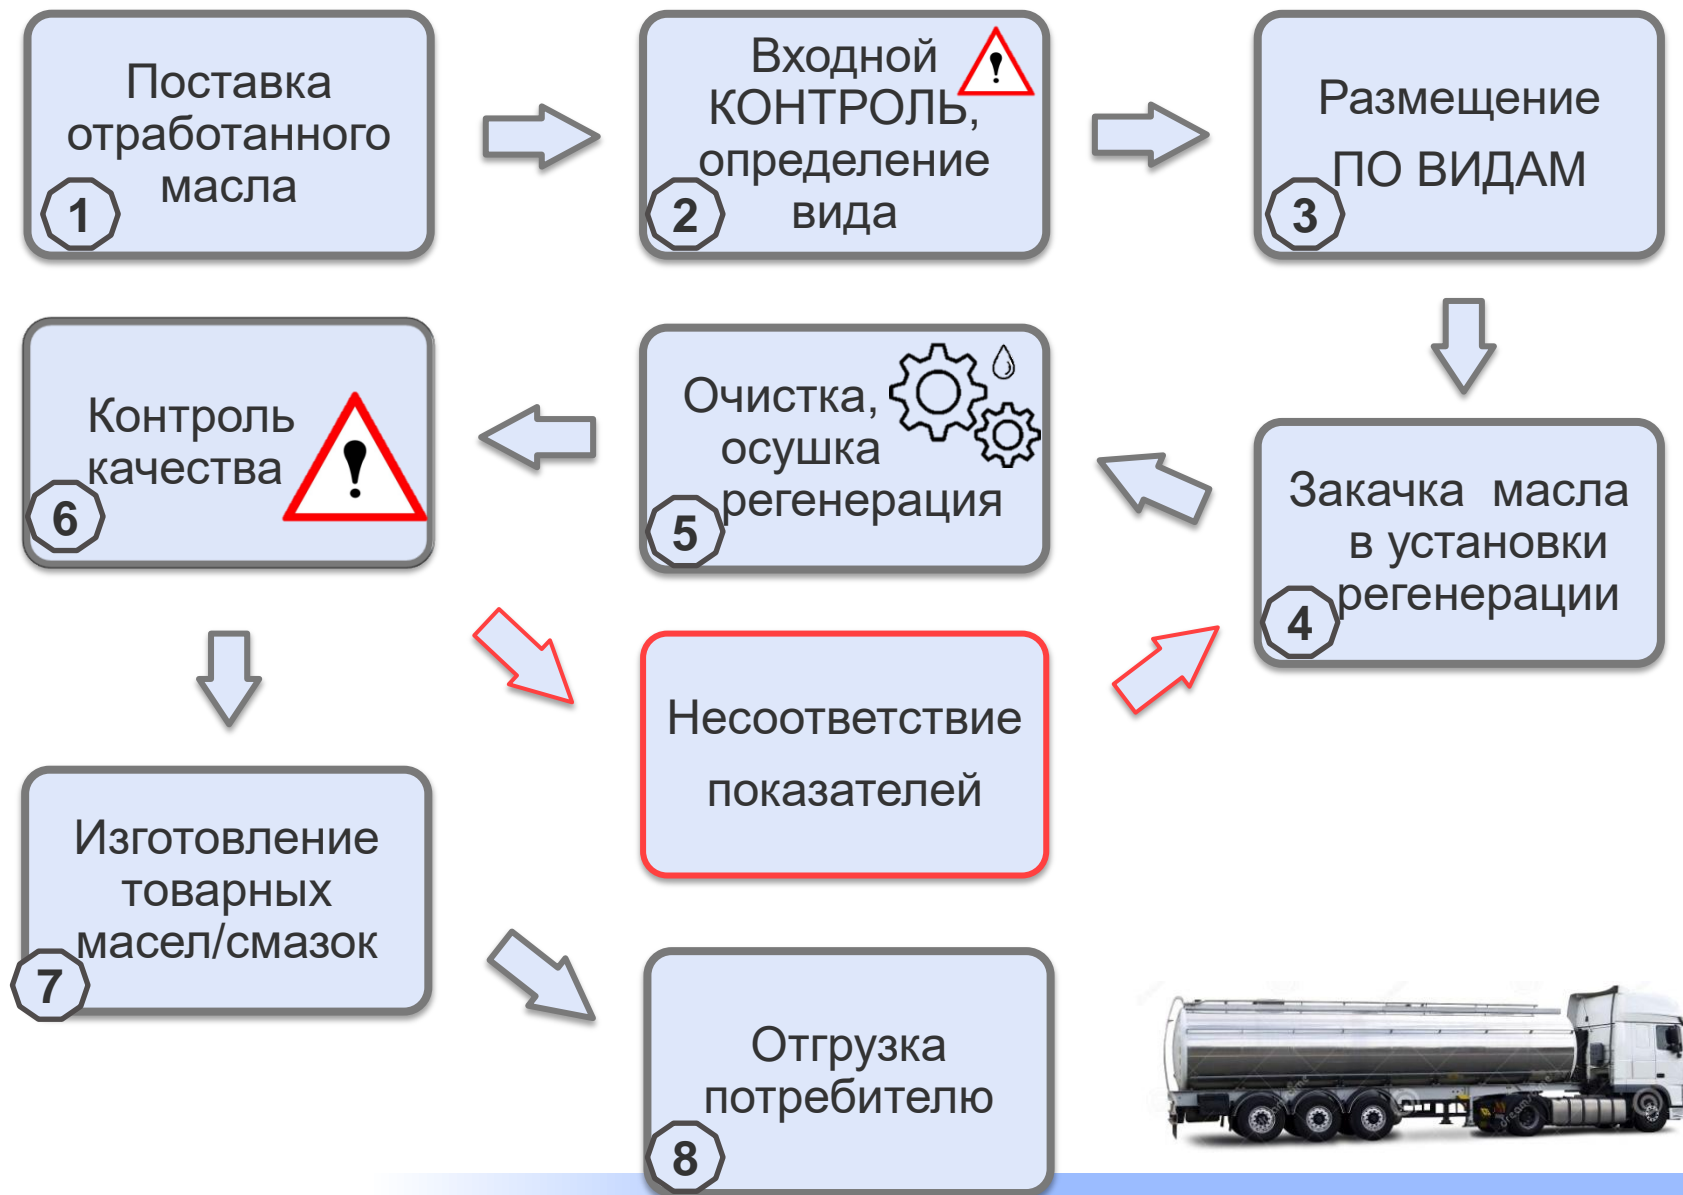 Поставка
отработанного
масла
1
Входной
КОНТРОЛЬ,
определение
вида
2
Размещение
ПО ВИДАМ
3
Закачка масла
в установки
регенерации
4
Очистка,
осушка
регенерация
5
Контроль
качества
6
Несоответствие
показателей
Изготовление
товарных
масел/смазок
7
Отгрузка
потребителю
8